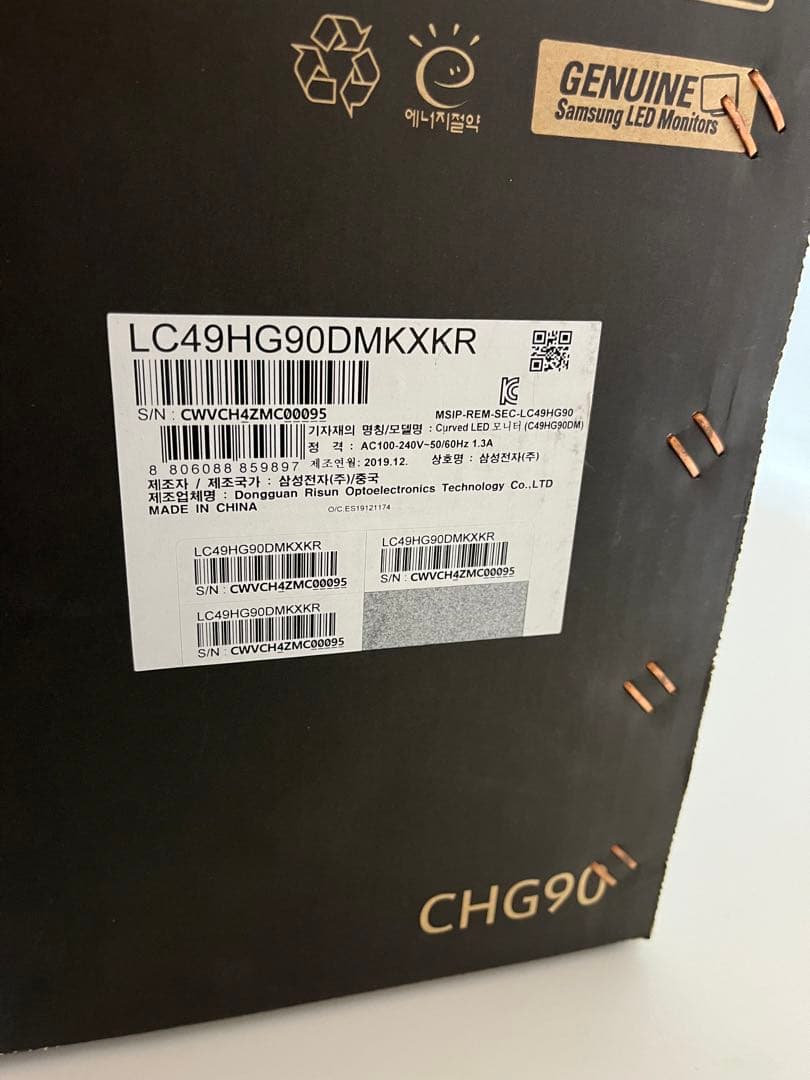 에너지절약
GENUINE
Samsung LED Monitors
LC49HG90DMKXKR
S/N : CWVCH4ZMC00095
MSIP-REM-SEC-LC49HG90
기자재의 명칭/모델명 : Curved LED 모니터 (C49HG90DM)
정 격 : AC100-240V~50/60Hz 1.3A
8 806088 859897 제조연월: 2019.12. 상호명 : 삼성전자(주)
제조자 / 제조국가 : 삼성전자(주)/중국
제조업체명 : Dongguan Risun Optoelectronics Technology Co.,LTD
MADE IN CHINA O/C.ES19121174
LC49HG90DMKXKR
S/N : CWVCH4ZMC00095
LC49HG90DMKXKR
S/N : CWVCH4ZMC00095
LC49HG90DMKXKR
S/N : CWVCH4ZMC00095
CHG90